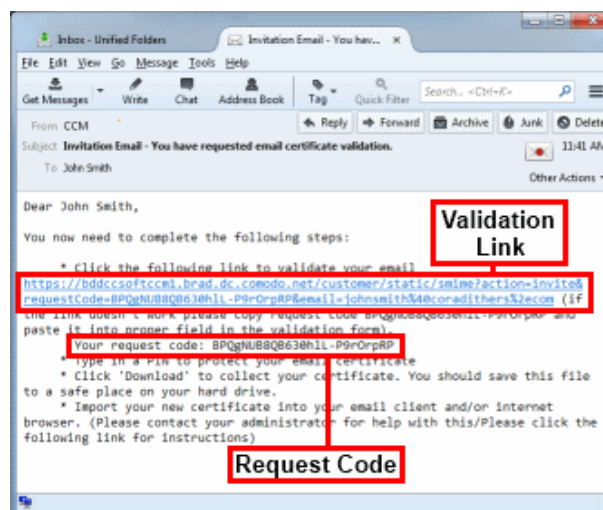 Inbox - Unified Folders
Invitation Email - You hav...
File Edit View Go Message Tools Help
Get Messages Write Chat Address Book Tag Quick Filter Search... <Ctrl+K>
From CCM Reply Forward Archive Junk Delete
Subject Invitation Email - You have requested email certificate validation. 11:41 AM
To John Smith
Other Actions
Dear John Smith,
Validation
Link
You now need to complete the following steps:
* Click the following link to validate your email
https://bddccsoftccmi.brad.dc.comodo.net/customer/static/smime?action=invite&
requestCode=BPQgNUB8QB630hlL-P9rOrpRP&email=johnsmith%40coradithers%2ecom (if
the link doesn't work please copy request code BPQgNUB8QB630hlL-P9rOrpRP and
paste it into proper field in the validation form).
Your request code: BPQgNUB8QB630hlL-P9rOrpRP
* Type in a PIN to protect your email certificate
* Click 'Download' to collect your certificate. You should save this file
to a safe place on your hard drive.
* Import your new certificate into your email client and/or internet
browser. (Please contact your administrator for help with this/Please click the
following link for instructions)
Request Code